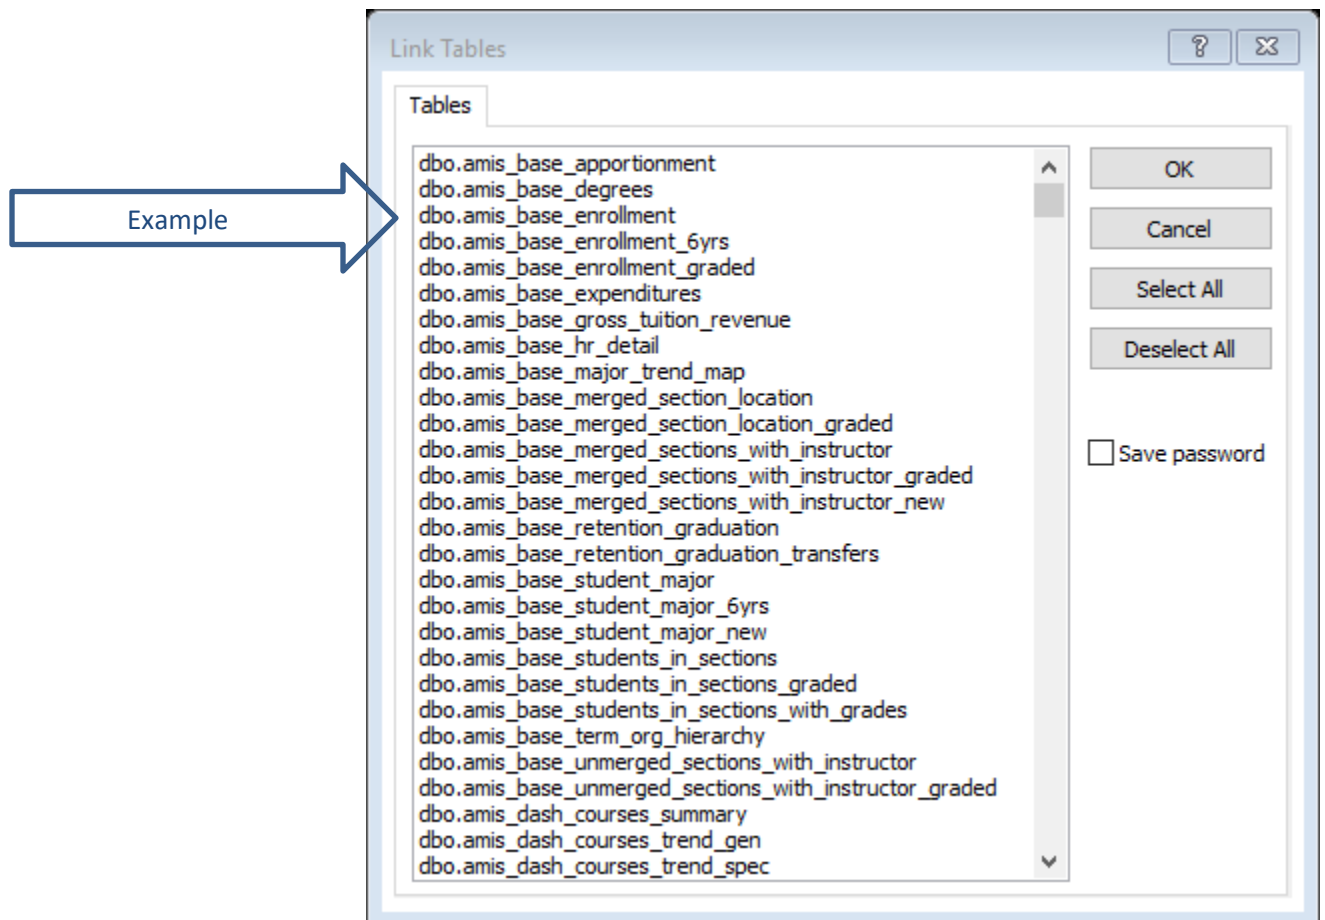 Link Tables
Tables
dbo.amis_base_apportionment
dbo.amis_base_degrees
dbo.amis_base_enrollment
dbo.amis_base_enrollment_6yrs
dbo.amis_base_enrollment_graded
dbo.amis_base_expenditures
dbo.amis_base_gross_tuition_revenue
dbo.amis_base_hr_detail
dbo.amis_base_major_trend_map
dbo.amis_base_merged_section_location
dbo.amis_base_merged_section_location_graded
dbo.amis_base_merged_sections_with_instructor
dbo.amis_base_merged_sections_with_instructor_graded
dbo.amis_base_merged_sections_with_instructor_new
dbo.amis_base_retention_graduation
dbo.amis_base_retention_graduation_transfers
dbo.amis_base_student_major
dbo.amis_base_student_major_6yrs
dbo.amis_base_student_major_new
dbo.amis_base_students_in_sections
dbo.amis_base_students_in_sections_graded
dbo.amis_base_students_in_sections_with_grades
dbo.amis_base_term_org_hierarchy
dbo.amis_base_unmerged_sections_with_instructor
dbo.amis_base_unmerged_sections_with_instructor_graded
dbo.amis_dash_courses_summary
dbo.amis_dash_courses_trend_gen
dbo.amis_dash_courses_trend_spec
OK
Cancel
Select All
Deselect All
Save password
Example